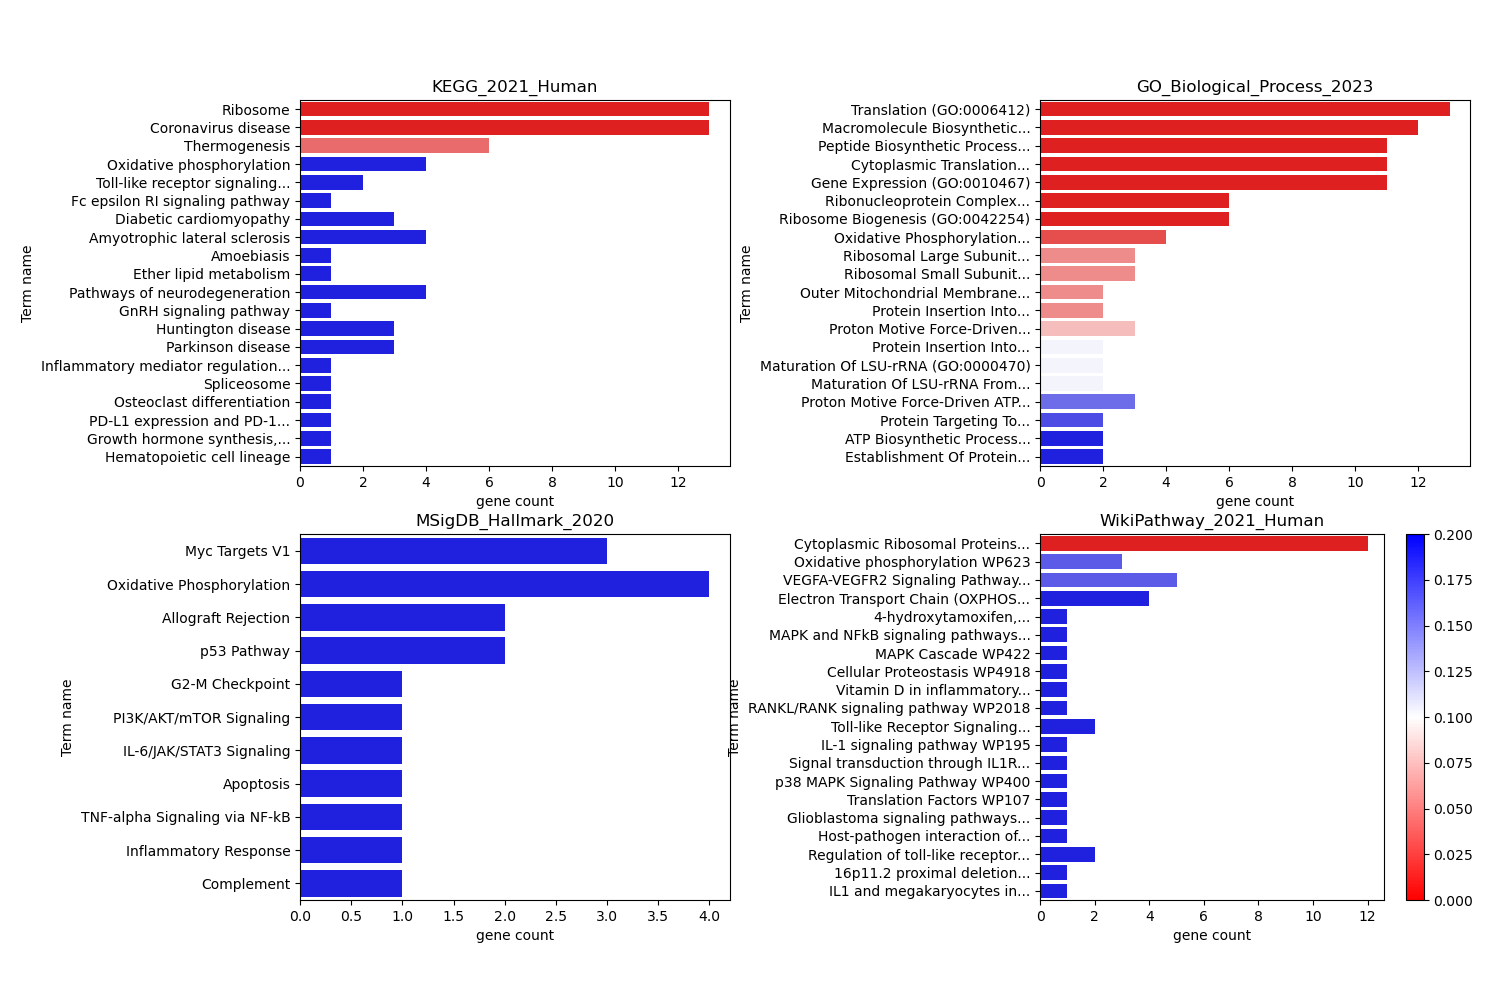 KEGG_2021_Human
Term name
Ribosome
Coronavirus disease
Thermogenesis
Oxidative phosphorylation
Toll-like receptor signaling...
Fc epsilon RI signaling pathway
Diabetic cardiomyopathy
Amyotrophic lateral sclerosis
Amoebiasis
Ether lipid metabolism
Pathways of neurodegeneration
GnRH signaling pathway
Huntington disease
Parkinson disease
Inflammatory mediator regulation...
Spliceosome
Osteoclast differentiation
PD-L1 expression and PD-1...
Growth hormone synthesis,...
Hematopoietic cell lineage
0 2 4 6 8 10 12
gene count
GO_Biological_Process_2023
Term name
Translation (GO:0006412)
Macromolecule Biosynthetic...
Peptide Biosynthetic Process...
Cytoplasmic Translation...
Gene Expression (GO:0010467)
Ribonucleoprotein Complex...
Ribosome Biogenesis (GO:0042254)
Oxidative Phosphorylation...
Ribosomal Large Subunit...
Ribosomal Small Subunit...
Outer Mitochondrial Membrane...
Protein Insertion Into...
Proton Motive Force-Driven...
Protein Insertion Into...
Maturation Of LSU-rRNA (GO:0000470)
Maturation Of LSU-rRNA From...
Proton Motive Force-Driven ATP...
Protein Targeting To...
ATP Biosynthetic Process...
Establishment Of Protein...
0 2 4 6 8 10 12
gene count
MSigDB_Hallmark_2020
Term name
Myc Targets V1
Oxidative Phosphorylation
Allograft Rejection
p53 Pathway
G2-M Checkpoint
PI3K/AKT/mTOR Signaling
IL-6/JAK/STAT3 Signaling
Apoptosis
TNF-alpha Signaling via NF-kB
Inflammatory Response
Complement
0.0 0.5 1.0 1.5 2.0 2.5 3.0 3.5 4.0
gene count
WikiPathway_2021_Human
Term name
Cytoplasmic Ribosomal Proteins...
Oxidative phosphorylation WP623
VEGFA-VEGFR2 Signaling Pathway...
Electron Transport Chain (OXPHOS...
4-hydroxytamoxifen,...
MAPK and NFkB signaling pathways...
MAPK Cascade WP422
Cellular Proteostasis WP4918
Vitamin D in inflammatory...
RANKL/RANK signaling pathway WP2018
Toll-like Receptor Signaling...
IL-1 signaling pathway WP195
Signal transduction through IL1R...
p38 MAPK Signaling Pathway WP400
Translation Factors WP107
Glioblastoma signaling pathways...
Host-pathogen interaction of...
Regulation of toll-like receptor...
16p11.2 proximal deletion...
IL1 and megakaryocytes in...
0 2 4 6 8 10 12
gene count
0.200
0.175
0.150
0.125
0.100
0.075
0.050
0.025
0.000